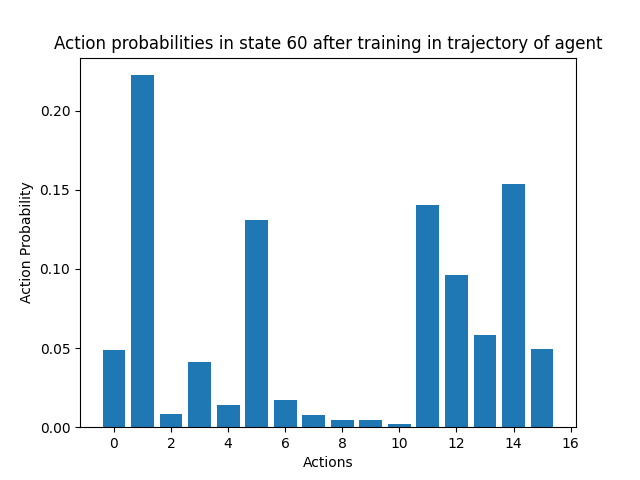 Action probabilities in state 60 after training in trajectory of agent
0.20
0.15
0.10
0.05
0.00
Action Probability
0 2 4 6 8 10 12 14 16
Actions